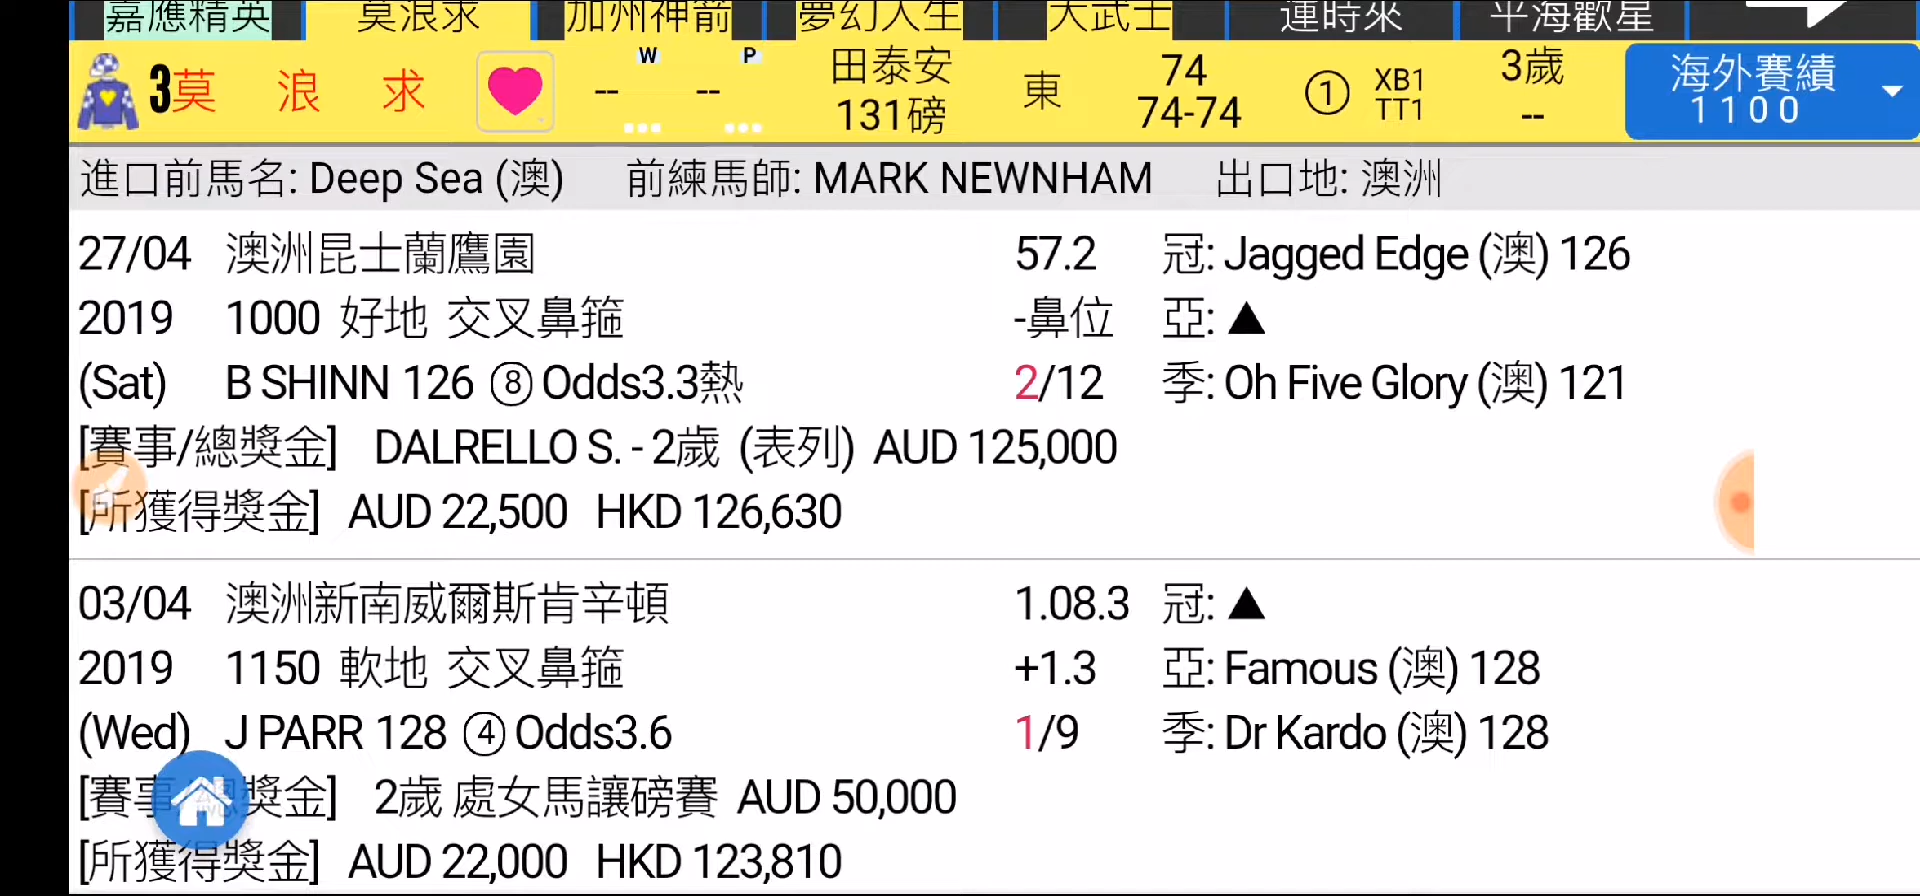 嘉應精英 莫浪求 加州神箭 夢幻人生 大武士 運時來 平海歡星
3莫浪求 -- W -- P 田泰安 東 74 ① XB1 3歲 海外賽績
131磅 74-74 TT1 -- 1100
進口前馬名: Deep Sea (澳) 前練馬師: MARK NEWNHAM 出口地: 澳洲
27/04 澳洲昆士蘭鷹園 57.2 冠: Jagged Edge (澳) 126
2019 1000 好地 交叉鼻箍 -鼻位 亞: ▲
(Sat) B SHINN 126 ⑧ Odds3.3熱 2/12 季: Oh Five Glory (澳) 121
[賽事/總獎金] DALRELLO S. - 2歲 (表列) AUD 125,000
[所獲得獎金] AUD 22,500 HKD 126,630
03/04 澳洲新南威爾斯肯辛頓 1.08.3 冠: ▲
2019 1150 軟地 交叉鼻箍 +1.3 亞: Famous (澳) 128
(Wed) J PARR 128 ④ Odds3.6 1/9 季: Dr Kardo (澳) 128
[賽事/總獎金] 2歲 處女馬讓磅賽 AUD 50,000
[所獲得獎金] AUD 22,000 HKD 123,810